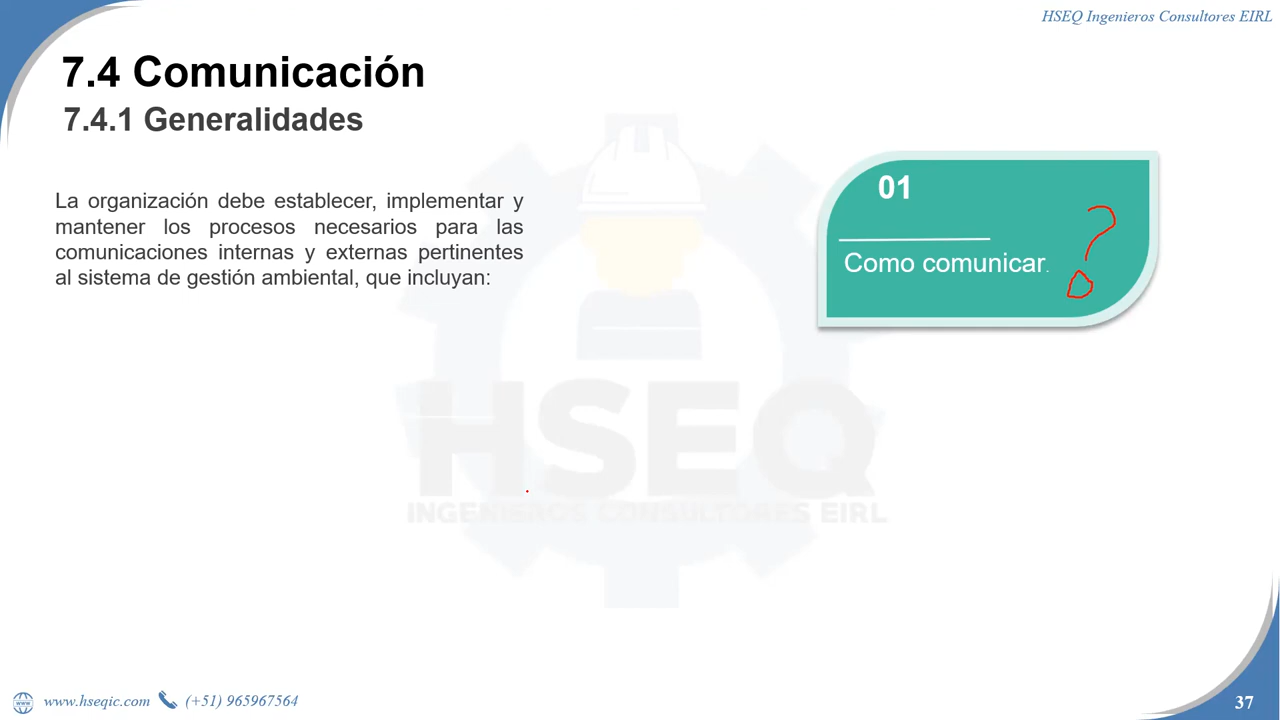 HSEQ Ingenieros Consultores EIRL
7.4 Comunicación
7.4.1 Generalidades
La organización debe establecer, implementar y
mantener los procesos necesarios para las
comunicaciones internas y externas pertinentes
al sistema de gestión ambiental, que incluyan:
01
Como comunicar.
?
HSEQ
INGENIEROS CONSULTORES EIRL
www.hseqic.com (+51) 965967564
37